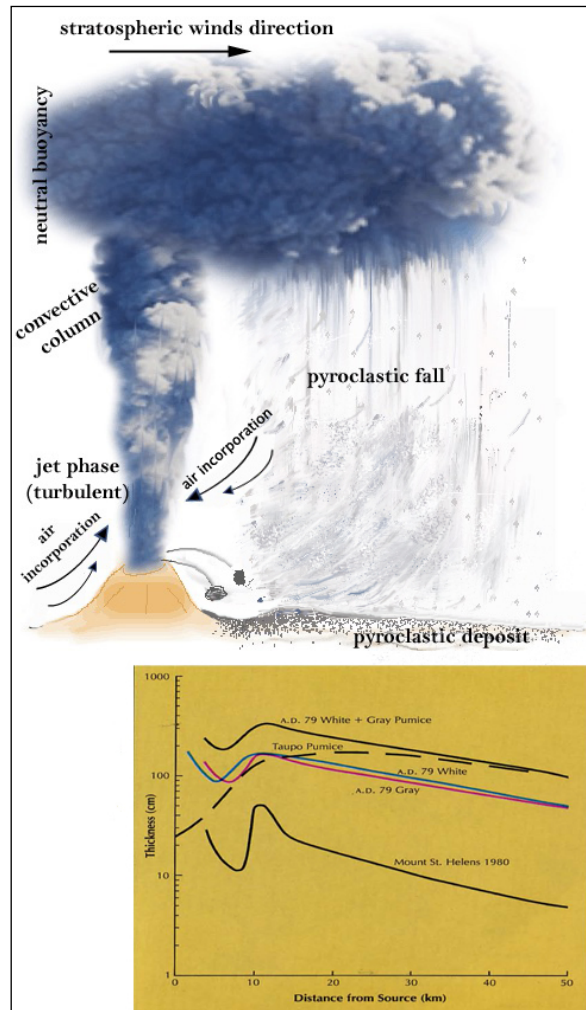 stratospheric winds direction
neutral buoyancy
convective
column
pyroclastic fall
air incorporation
jet phase
(turbulent)
air
incorporation
pyroclastic deposit
1000
A.D. 79 White + Gray Pumice
Taupo Pumice
A.D. 79 White
100
A.D. 79 Gray
Thickness (cm)
Mount St. Helens 1980
10
1
0
10
20
30
40
50
Distance from Source (km)